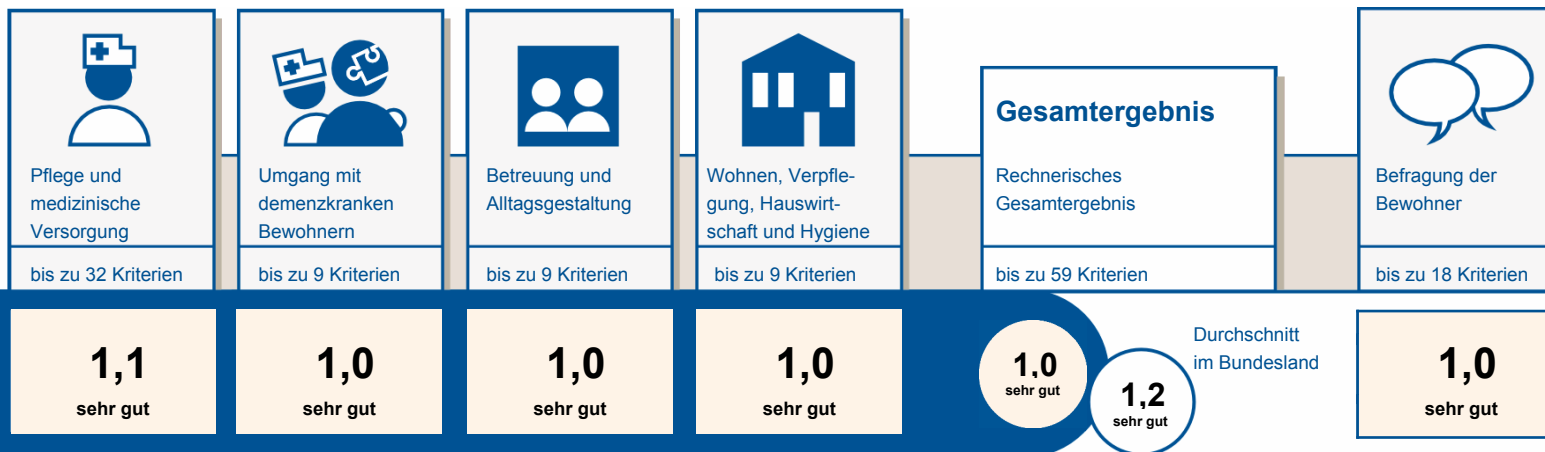 Pflege und
medizinische
Versorgung
bis zu 32 Kriterien
1,1
sehr gut
Umgang mit
demenzkranken
Bewohnern
bis zu 9 Kriterien
1,0
sehr gut
Betreuung und
Alltagsgestaltung
bis zu 9 Kriterien
1,0
sehr gut
Wohnen, Verpfle-
gung, Hauswirt-
schaft und Hygiene
bis zu 9 Kriterien
1,0
sehr gut
Gesamtergebnis
Rechnerisches
Gesamtergebnis
bis zu 59 Kriterien
1,0
sehr gut
Durchschnitt
im Bundesland
1,2
sehr gut
Befragung der
Bewohner
bis zu 18 Kriterien
1,0
sehr gut